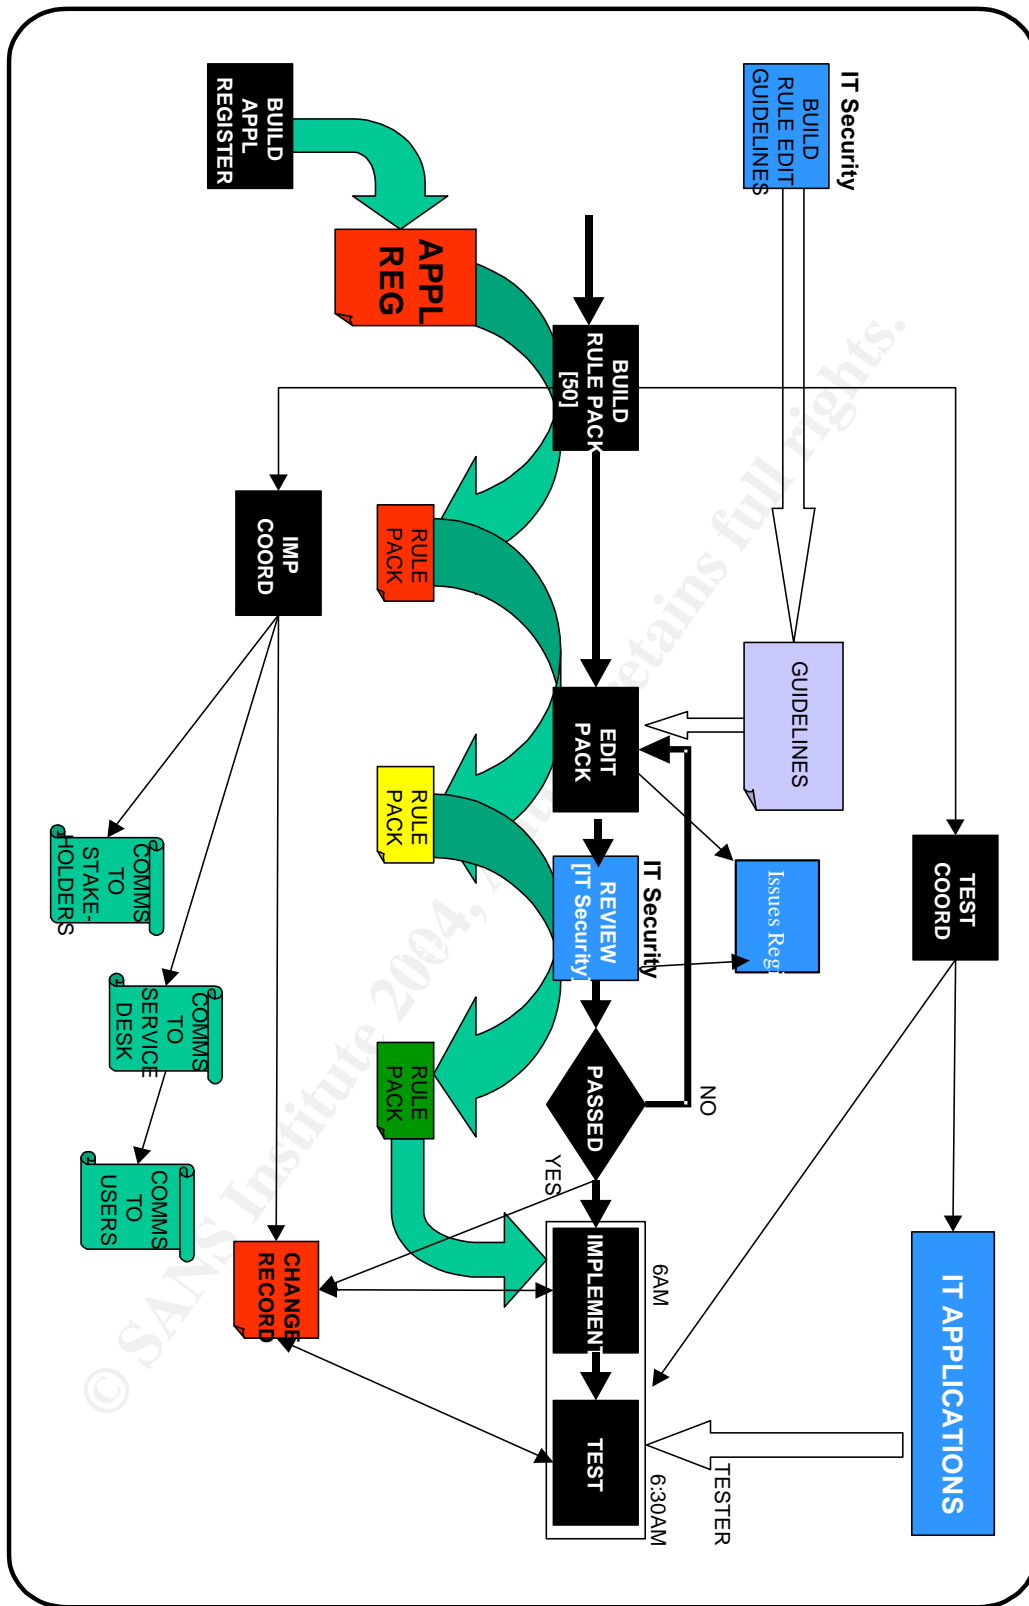 IT Security
BUILD
RULE EDIT
GUIDELINES
GUIDELINES
TEST
COORD
IT APPLICATIONS
Issues Regi
TESTER
NO
IT Security
BUILD
RULE PACK
[50]
EDIT
PACK
REVIEW
[IT Security]
PASSED
YES
6AM
IMPLEMENT
6:30AM
TEST
BUILD
APPL
REGISTER
APPL
REG
RULE
PACK
RULE
PACK
RULE
PACK
IMP
COORD
CHANGE
RECORD
COMMS
TO
STAKE-
HOLDERS
COMMS
TO
SERVICE
DESK
COMMS
TO
USERS
© SANS Institute 2004, Author retains full rights.